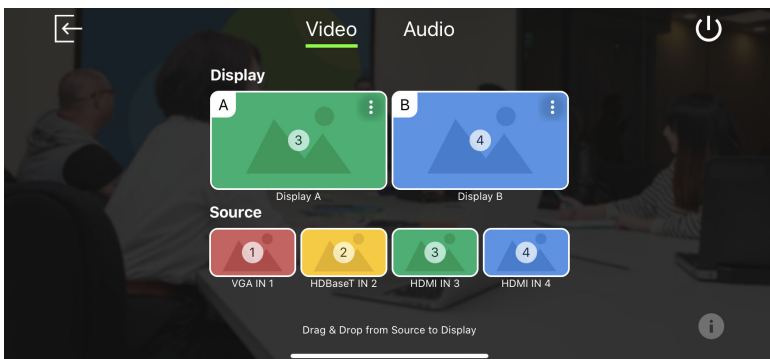 Video Audio
Display
A B
3 4
Display A Display B
Source
1 2 3 4
VGA IN 1 HDBaseT IN 2 HDMI IN 3 HDMI IN 4
Drag & Drop from Source to Display
i